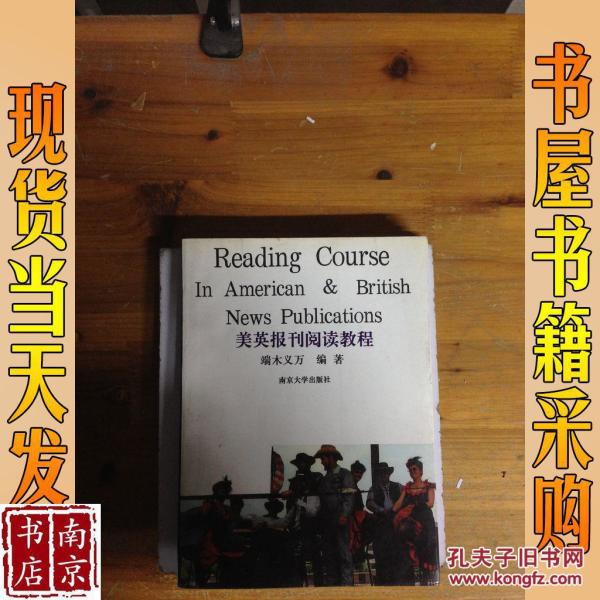 现货当天发
书屋书籍采购
Reading Course
In American & British
News Publications
美英报刊阅读教程
端木义万 编著
南京大学出版社
南京
书店
孔夫子旧书网
www.kongfz.com